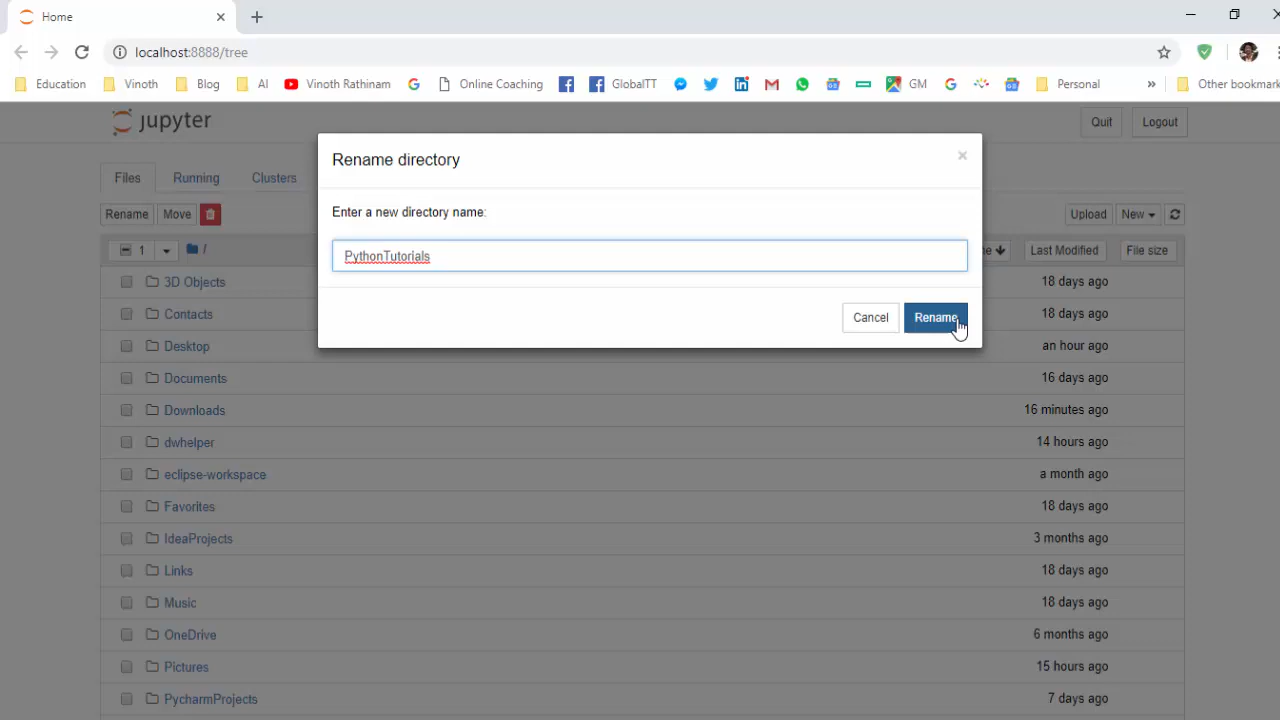 Home
localhost:8888/tree
Education Vinoth Blog AI Vinoth Rathinam Online Coaching GlobalTT GM Personal » Other bookmark
jupyter Quit Logout
Rename directory ×
Files Running Clusters
Enter a new directory name:
Rename Move Upload New
PythonTutorials
1 / me Last Modified File size
3D Objects 18 days ago
Contacts 18 days ago
Cancel Rename
Desktop an hour ago
Documents 16 days ago
Downloads 16 minutes ago
dwhelper 14 hours ago
eclipse-workspace a month ago
Favorites 18 days ago
IdeaProjects 3 months ago
Links 18 days ago
Music 18 days ago
OneDrive 6 months ago
Pictures 15 hours ago
PycharmProjects 7 days ago